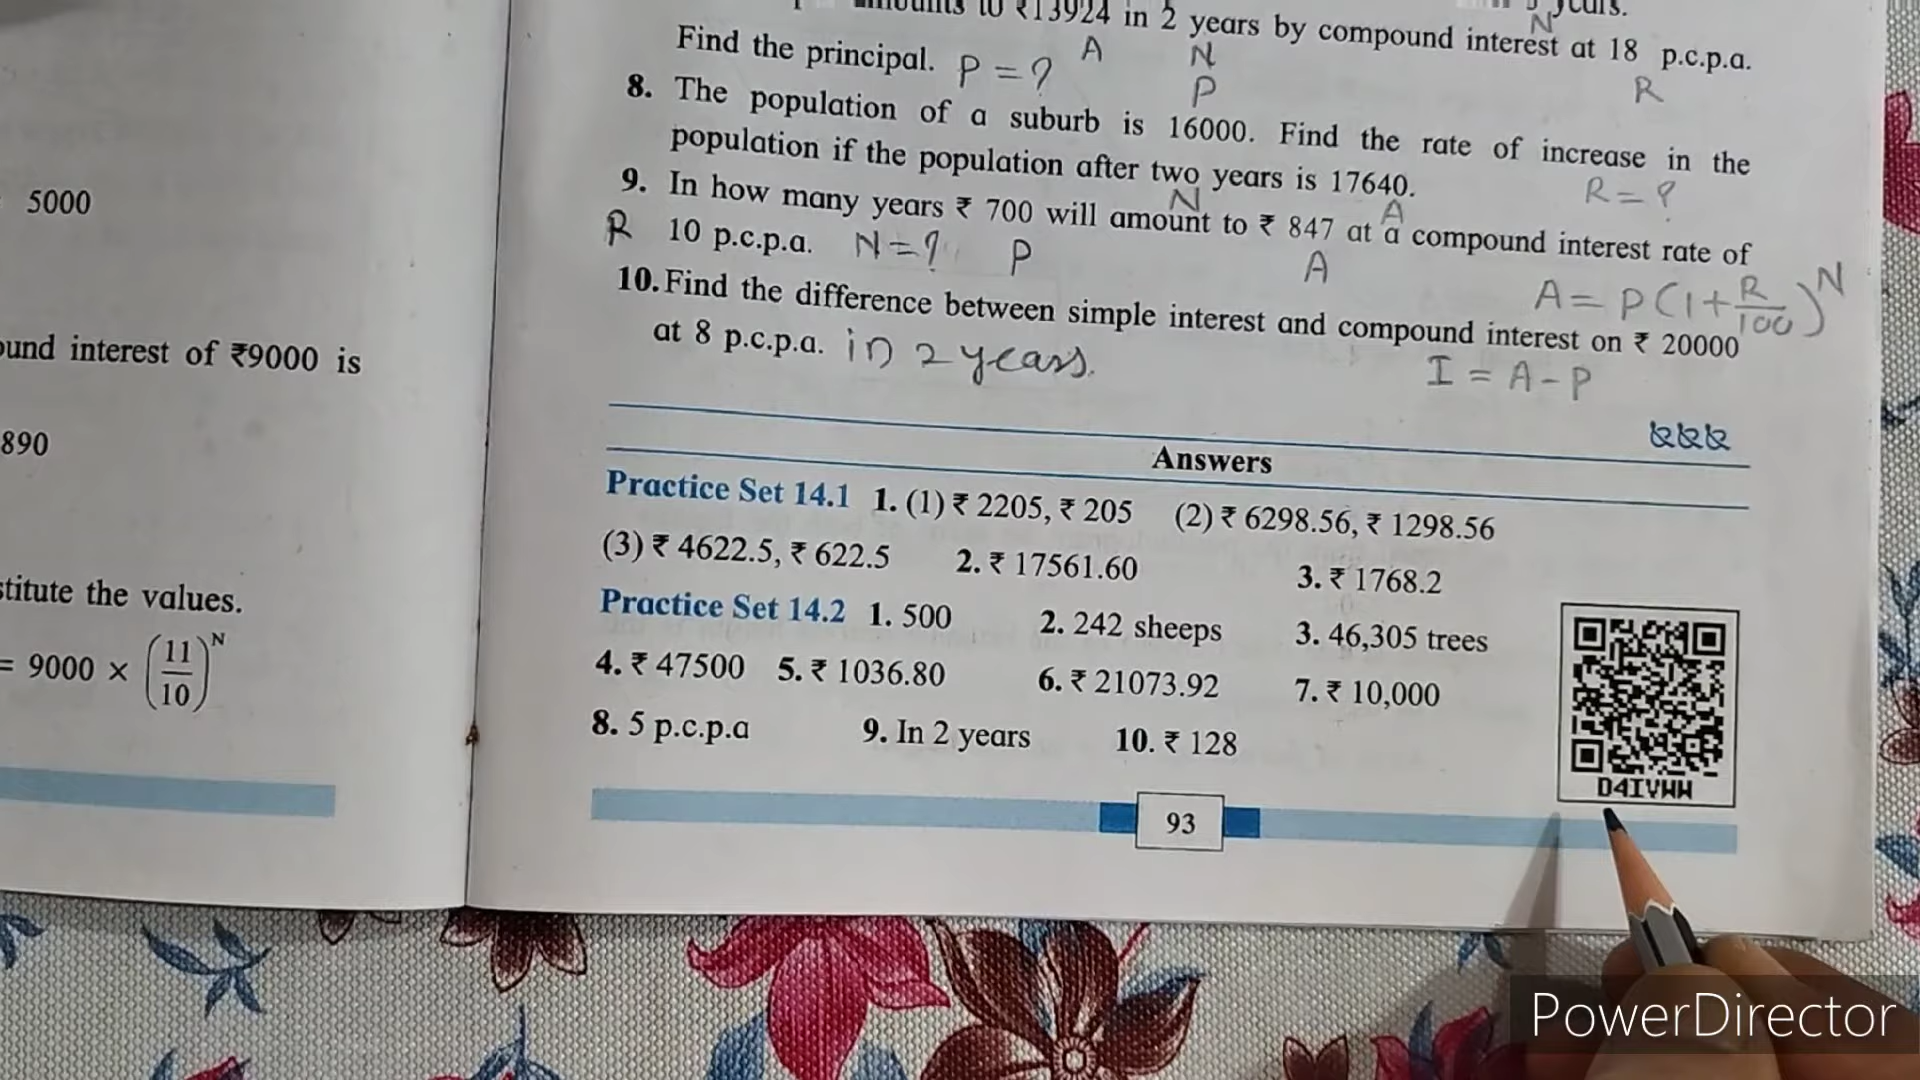 5000
ound interest of ₹9000 is
890
stitute the values.
= 9000 × (11/10)^N
amounts to ₹13924 in 2 years by compound interest at 18 p.c.p.a.
Find the principal. P = ? A N N R
8. The population of a suburb is 16000. Find the rate of increase in the
P
population if the population after two years is 17640. R = ?
N A
9. In how many years ₹ 700 will amount to ₹ 847 at a compound interest rate of
R 10 p.c.p.a. N = ? P A
A = P(1+R/100)^N
10. Find the difference between simple interest and compound interest on ₹ 20000
at 8 p.c.p.a. in 2 years.
I = A - P
Answers
Practice Set 14.1 1. (1) ₹ 2205, ₹ 205 (2) ₹ 6298.56, ₹ 1298.56
(3) ₹ 4622.5, ₹ 622.5 2. ₹ 17561.60 3. ₹ 1768.2
Practice Set 14.2 1. 500 2. 242 sheeps 3. 46,305 trees
4. ₹ 47500 5. ₹ 1036.80 6. ₹ 21073.92 7. ₹ 10,000
8. 5 p.c.p.a 9. In 2 years 10. ₹ 128
D4IVWW
93
PowerDirector